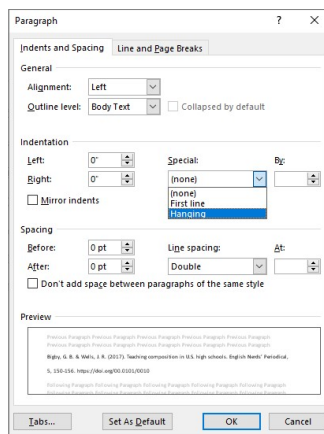 Paragraph ? X
Indents and Spacing Line and Page Breaks
General
Alignment: Left
Outline level: Body Text Collapsed by default
Indentation
Left: 0" Special: By:
Right: 0" (none)
Mirror indents (none)
First line
Hanging
Spacing
Before: 0 pt Line spacing: At:
After: 0 pt Double
Don't add space between paragraphs of the same style
Preview
Previous Paragraph Previous Paragraph Previous Paragraph Previous Paragraph Previous Paragraph
Previous Paragraph Previous Paragraph Previous Paragraph Previous Paragraph Previous Paragraph
Bigby, G. B. & Wells, J. R. (2017). Teaching composition in U.S. high schools. English Nerds' Periodical,
5, 150-156. https://doi.org/00.0101/0010
Following Paragraph Following Paragraph Following Paragraph Following Paragraph Following Paragraph
Following Paragraph Following Paragraph Following Paragraph Following Paragraph Following Paragraph
Tabs... Set As Default OK Cancel